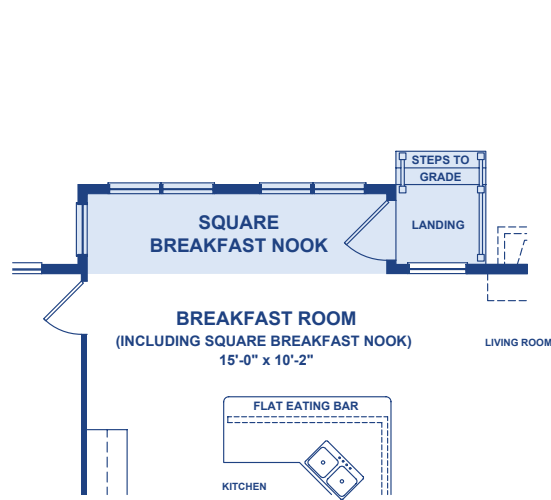 STEPS TO
GRADE
SQUARE
BREAKFAST NOOK
LANDING
BREAKFAST ROOM
(INCLUDING SQUARE BREAKFAST NOOK)
15'-0" x 10'-2"
LIVING ROOM
FLAT EATING BAR
KITCHEN